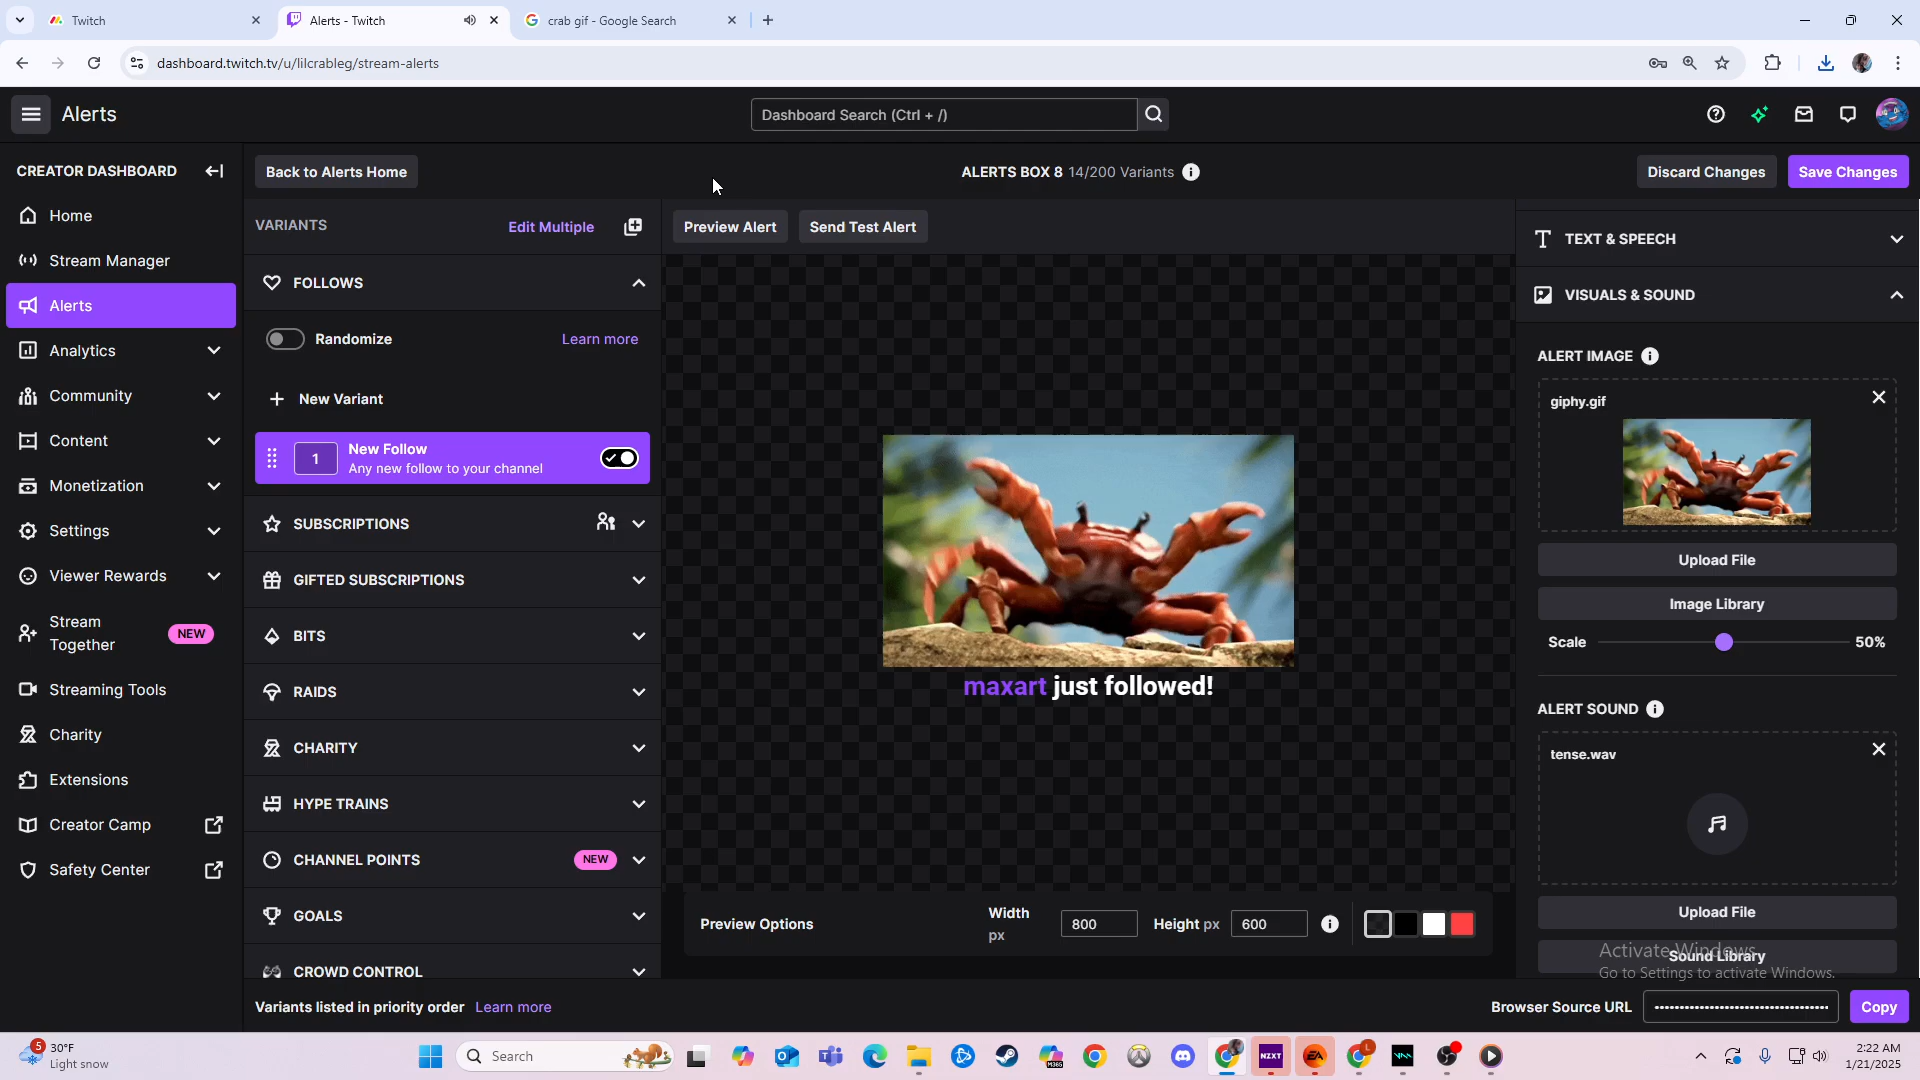 Twitch
Alerts - Twitch
crab gif - Google Search
dashboard.twitch.tv/u/lilcrableg/stream-alerts
Alerts
Dashboard Search (Ctrl + /)
CREATOR DASHBOARD
Back to Alerts Home
ALERTS BOX 8 14/200 Variants
Discard Changes
Save Changes
Home
Stream Manager
Alerts
Analytics
Community
Content
Monetization
Settings
Viewer Rewards
Stream
Together
NEW
Streaming Tools
Charity
Extensions
Creator Camp
Safety Center
VARIANTS
Edit Multiple
FOLLOWS
Randomize
Learn more
New Variant
1
New Follow
Any new follow to your channel
SUBSCRIPTIONS
GIFTED SUBSCRIPTIONS
BITS
RAIDS
CHARITY
HYPE TRAINS
CHANNEL POINTS
NEW
GOALS
CROWD CONTROL
Preview Alert
Send Test Alert
maxart just followed!
Preview Options
Width
px
800
Height px
600
TEXT & SPEECH
VISUALS & SOUND
ALERT IMAGE
giphy.gif
Upload File
Image Library
Scale
50%
ALERT SOUND
tense.wav
Upload File
Sound Library
Activate Windows
Go to Settings to activate Windows.
Variants listed in priority order
Learn more
Browser Source URL
Copy
5
30°F
Light snow
Search
M365
NZXT
EA
L
2:22 AM
1/21/2025